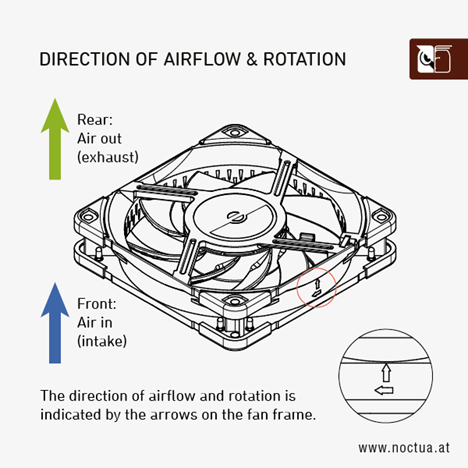 DIRECTION OF AIRFLOW & ROTATION
Rear:
Air out
(exhaust)
Front:
Air in
(intake)
The direction of airflow and rotation is
indicated by the arrows on the fan frame.
www.noctua.at